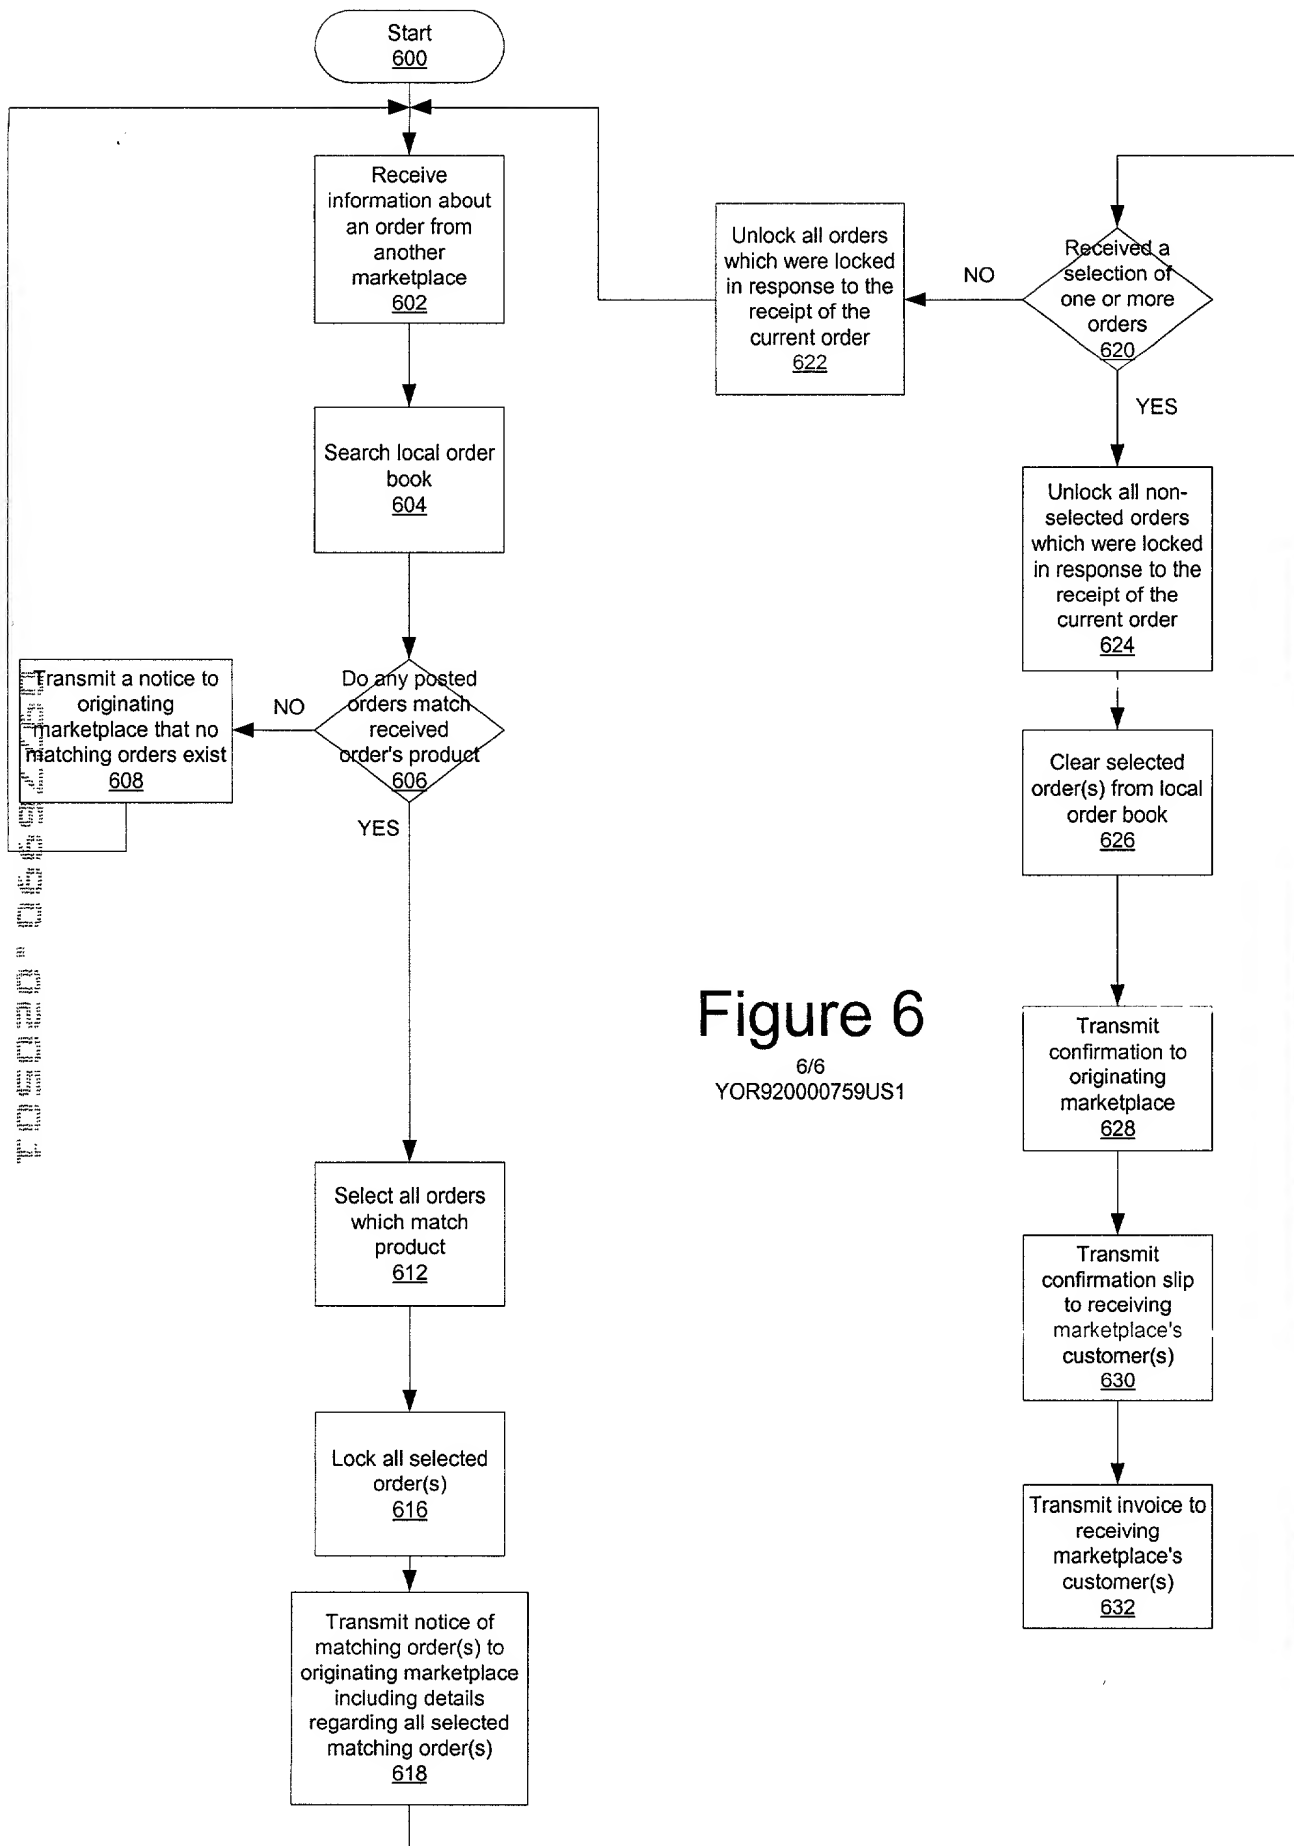 Start
600
Receive
information about
an order from
another
marketplace
602
Search local order
book
604
Do any posted
orders match
received
order's product
606
NO
Transmit a notice to
originating
marketplace that no
matching orders exist
608
YES
Select all orders
which match
product
612
Lock all selected
order(s)
616
Transmit notice of
matching order(s) to
originating marketplace
including details
regarding all selected
matching order(s)
618
Received a
selection of
one or more
orders
620
NO
Unlock all orders
which were locked
in response to the
receipt of the
current order
622
YES
Unlock all non-
selected orders
which were locked
in response to the
receipt of the
current order
624
Clear selected
order(s) from local
order book
626
Transmit
confirmation to
originating
marketplace
628
Transmit
confirmation slip
to receiving
marketplace's
customer(s)
630
Transmit invoice to
receiving
marketplace's
customer(s)
632
Figure 6
6/6
YOR920000759US1